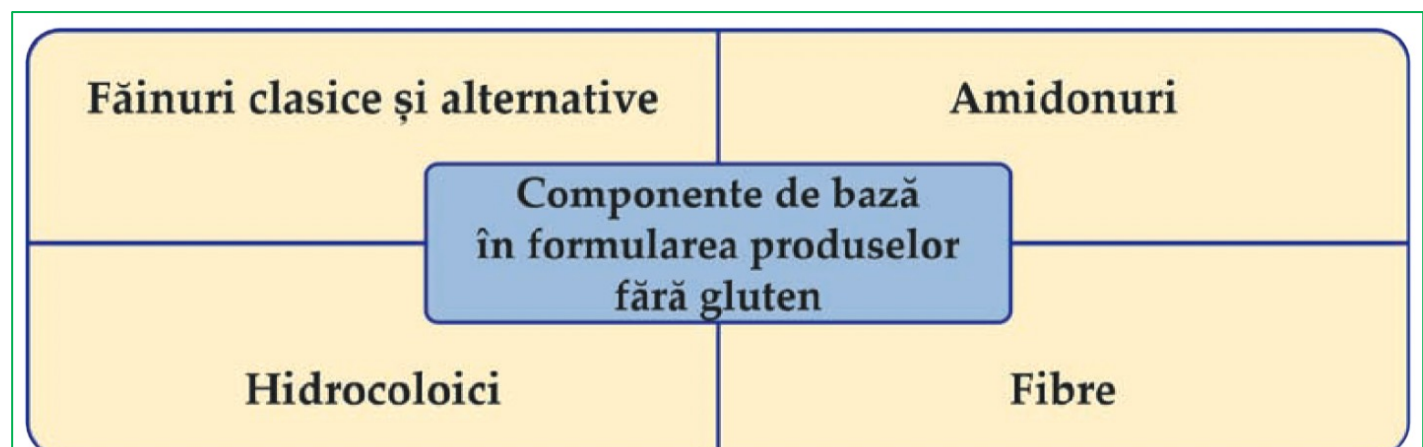 Făinuri clasice și alternative
Amidonuri
Componente de bază
în formularea produselor
fără gluten
Hidrocoloici
Fibre